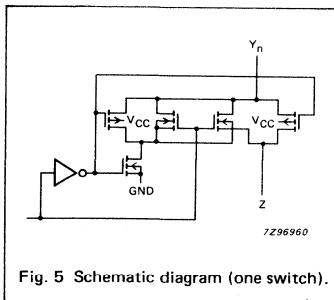 Yn
VCC
VCC
GND
Z
7Z96960
Fig. 5 Schematic diagram (one switch).